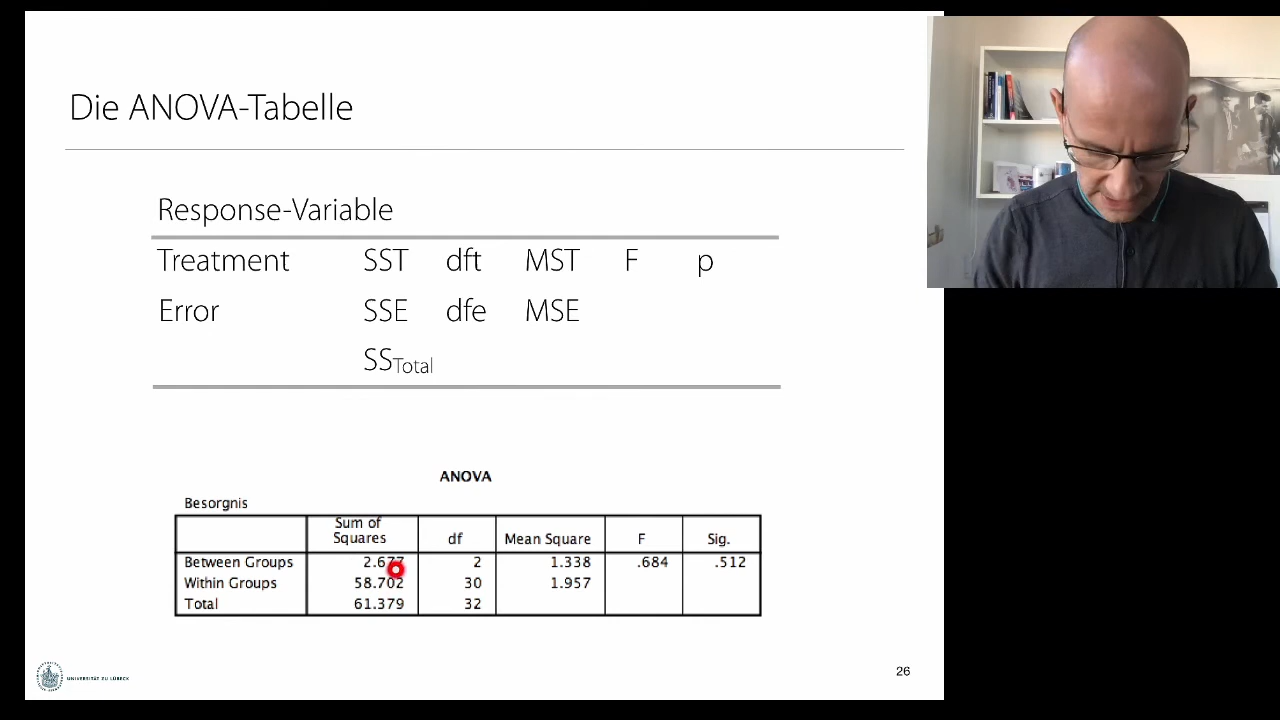 Die ANOVA-Tabelle
Response-Variable
Treatment SST dft MST F p
Error SSE dfe MSE
SSTotal
ANOVA
Besorgnis
Sum of Squares df Mean Square F Sig.
Between Groups 2.677 2 1.338 .684 .512
Within Groups 58.702 30 1.957
Total 61.379 32
UNIVERSITÄT ZU LÜBECK
26